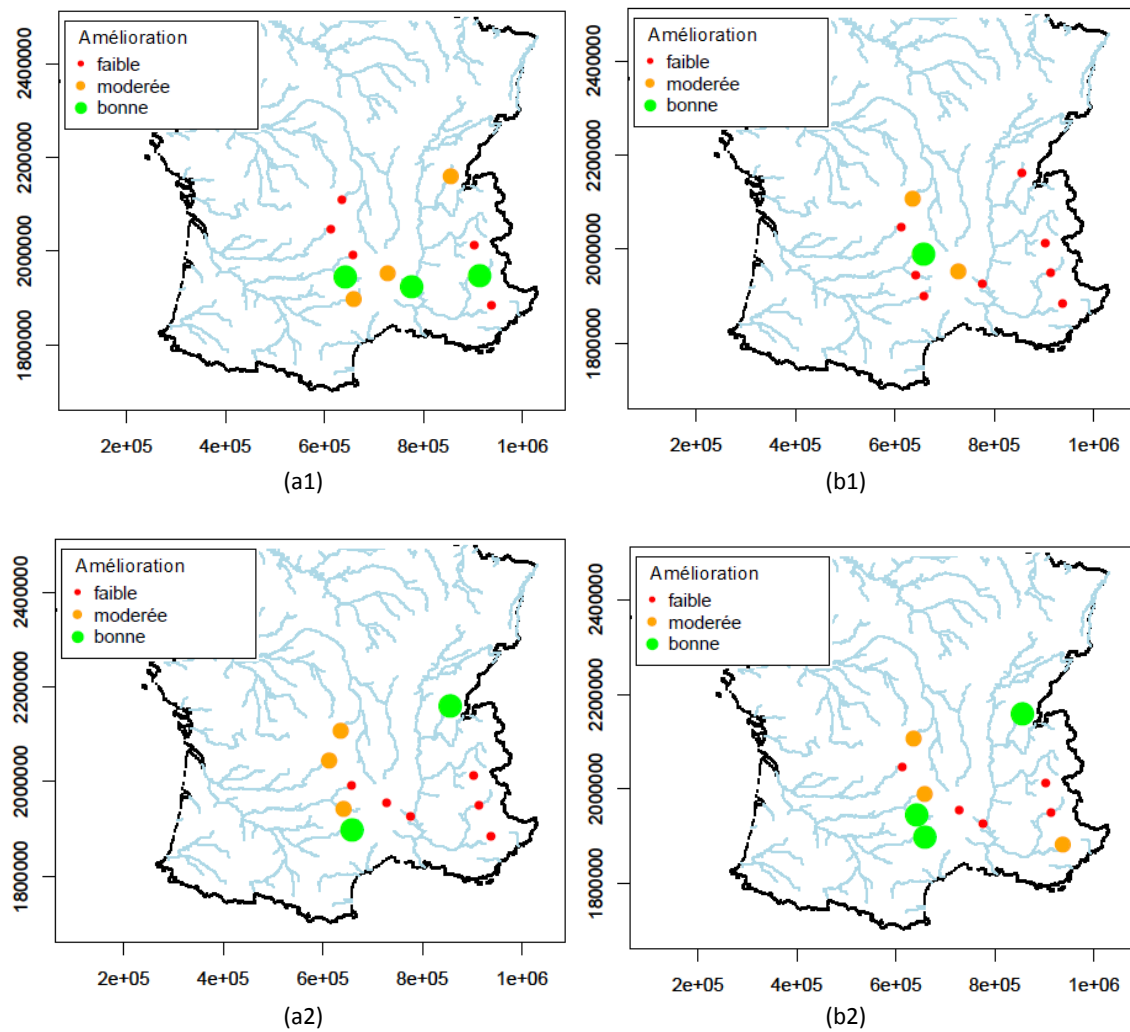 Amélioration
faible
moderée
bonne
2400000
2200000
2000000
1800000
2e+05 4e+05 6e+05 8e+05 1e+06
(a1)
Amélioration
faible
moderée
bonne
2400000
2200000
2000000
1800000
2e+05 4e+05 6e+05 8e+05 1e+06
(b1)
Amélioration
faible
moderée
bonne
2400000
2200000
2000000
1800000
2e+05 4e+05 6e+05 8e+05 1e+06
(a2)
Amélioration
faible
moderée
bonne
2400000
2200000
2000000
1800000
2e+05 4e+05 6e+05 8e+05 1e+06
(b2)